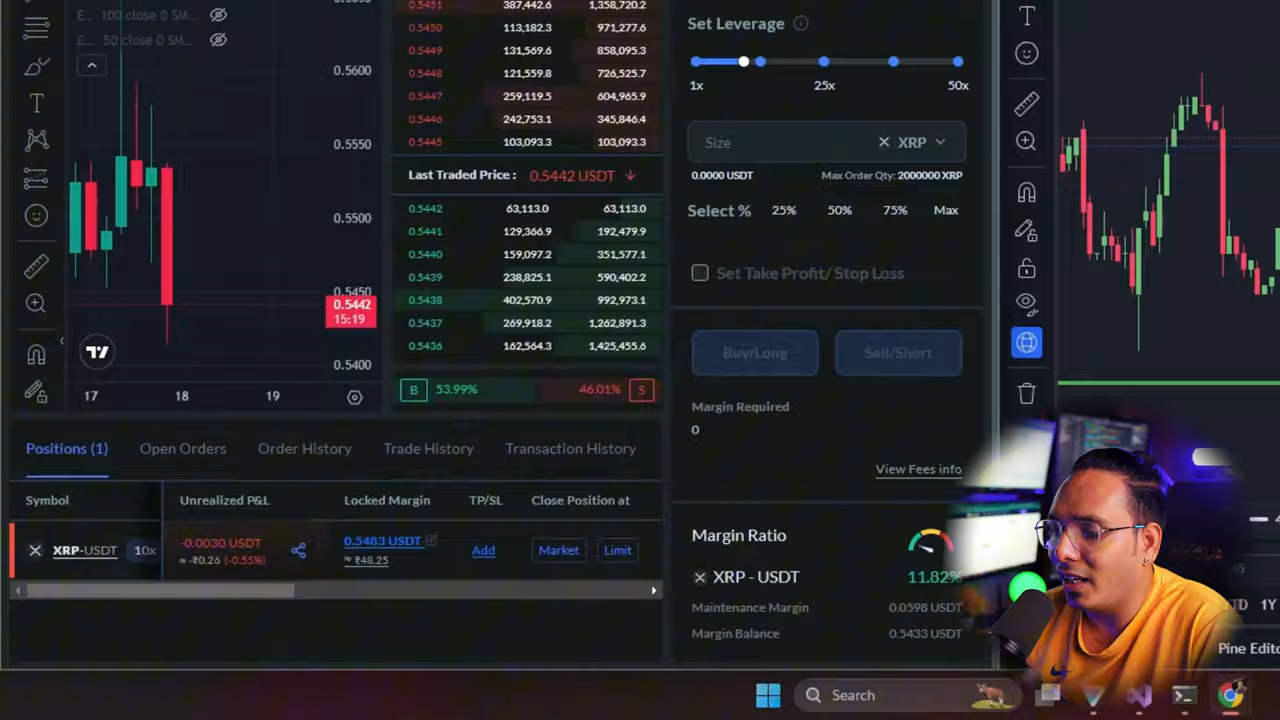 E... 100 close 0 SM...
E... 50 close 0 SM...
0.5600
0.5550
0.5500
0.5450
0.5442
15:19
0.5400
17 18 19
0.5451 387,442.6 1,358,720.2
0.5450 113,182.3 971,277.6
0.5449 131,569.6 858,095.3
0.5448 121,559.8 726,525.7
0.5447 259,119.5 604,965.9
0.5446 242,753.1 345,846.4
0.5445 103,093.3 103,093.3
Last Traded Price : 0.5442 USDT ↓
0.5442 63,113.0 63,113.0
0.5441 129,366.9 192,479.9
0.5440 159,097.2 351,577.1
0.5439 238,825.1 590,402.2
0.5438 402,570.9 992,973.1
0.5437 269,918.2 1,262,891.3
0.5436 162,564.3 1,425,455.6
B 53.99% 46.01% S
Set Leverage
1x 25x 50x
Size XRP
0.0000 USDT Max Order Qty: 2000000 XRP
Select % 25% 50% 75% Max
Set Take Profit/ Stop Loss
Buy/Long Sell/Short
Margin Required
0
View Fees info
Positions (1) Open Orders Order History Trade History Transaction History
Symbol Unrealized P&L Locked Margin TP/SL Close Position at
XRP-USDT 10x -0.0030 USDT 0.5483 USDT Add Market Limit
≈ -₹0.26 (-0.55%) ≈ ₹48.25
Margin Ratio
XRP - USDT 11.82%
Maintenance Margin 0.0598 USDT
Margin Balance 0.5433 USDT
1Y
Search